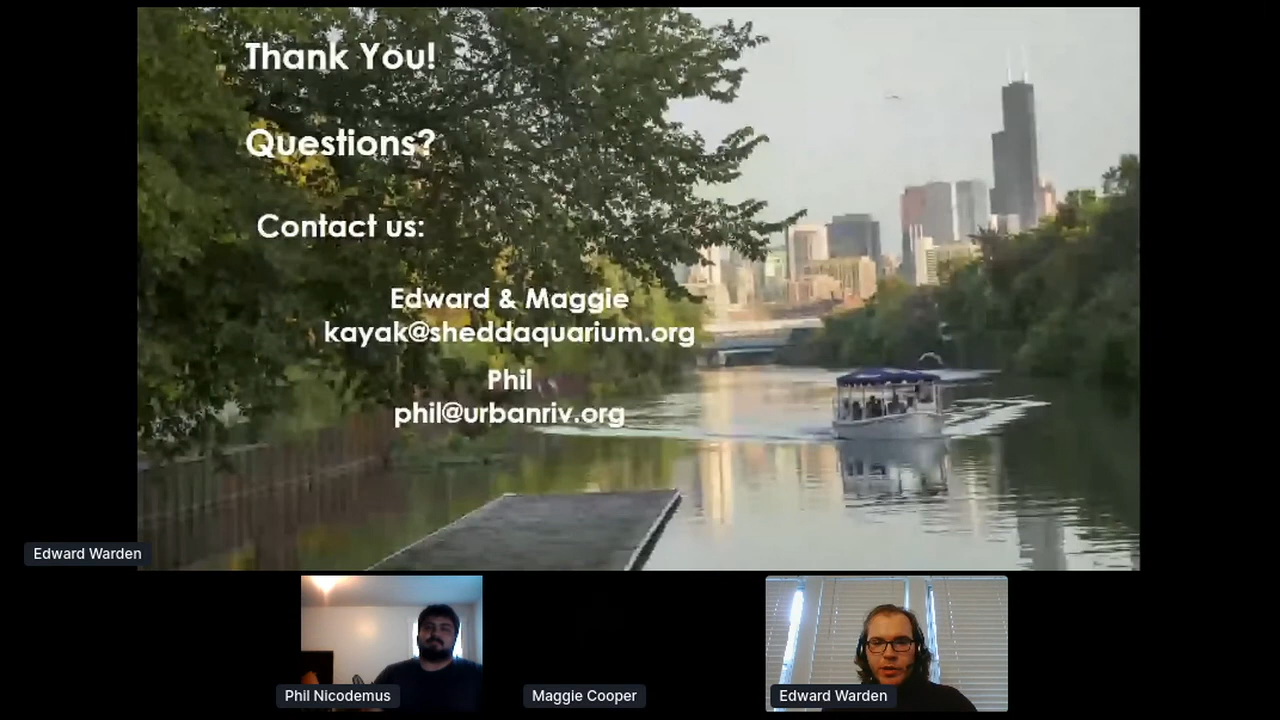 Thank You!
Questions?
Contact us:
Edward & Maggie
kayak@sheddaquarium.org
Phil
phil@urbanriv.org
Edward Warden
Phil Nicodemus
Maggie Cooper
Edward Warden